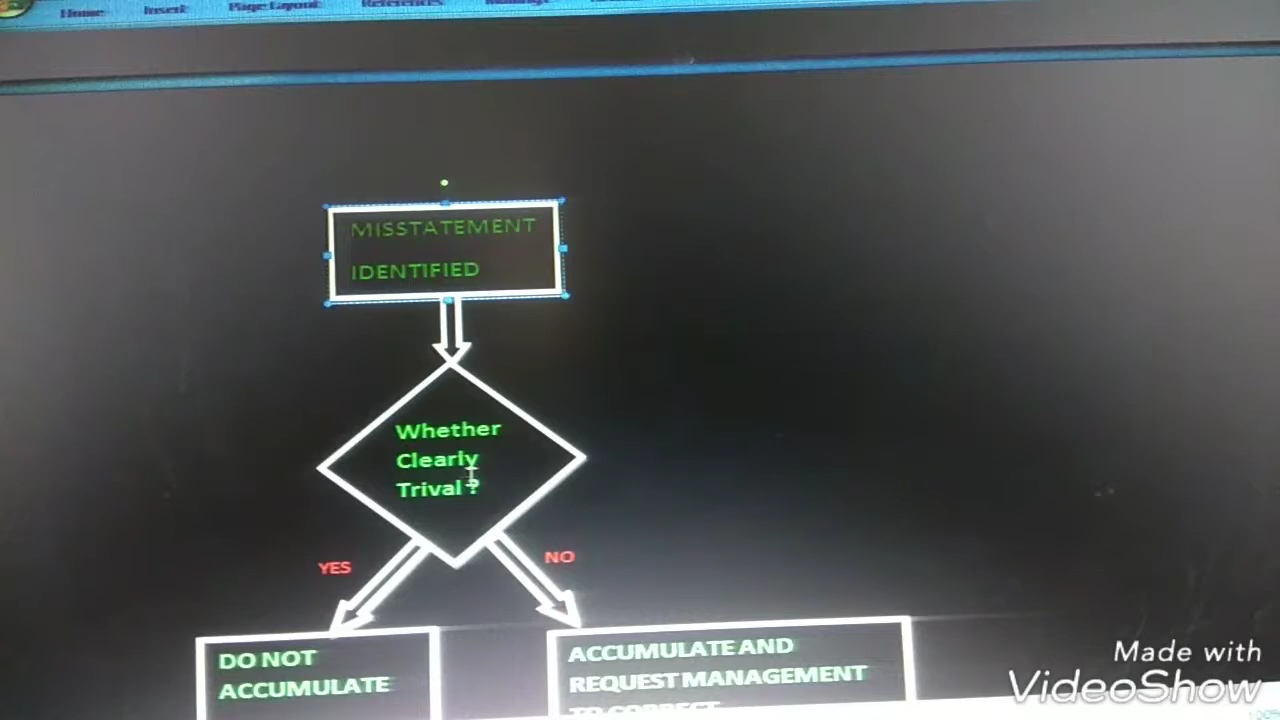 Home Insert Page Layout References Mailings
MISSTATEMENT
IDENTIFIED
Whether
Clearly
Trival ?
YES
NO
DO NOT
ACCUMULATE
ACCUMULATE AND
REQUEST MANAGEMENT
TO CORRECT
Made with
VideoShow